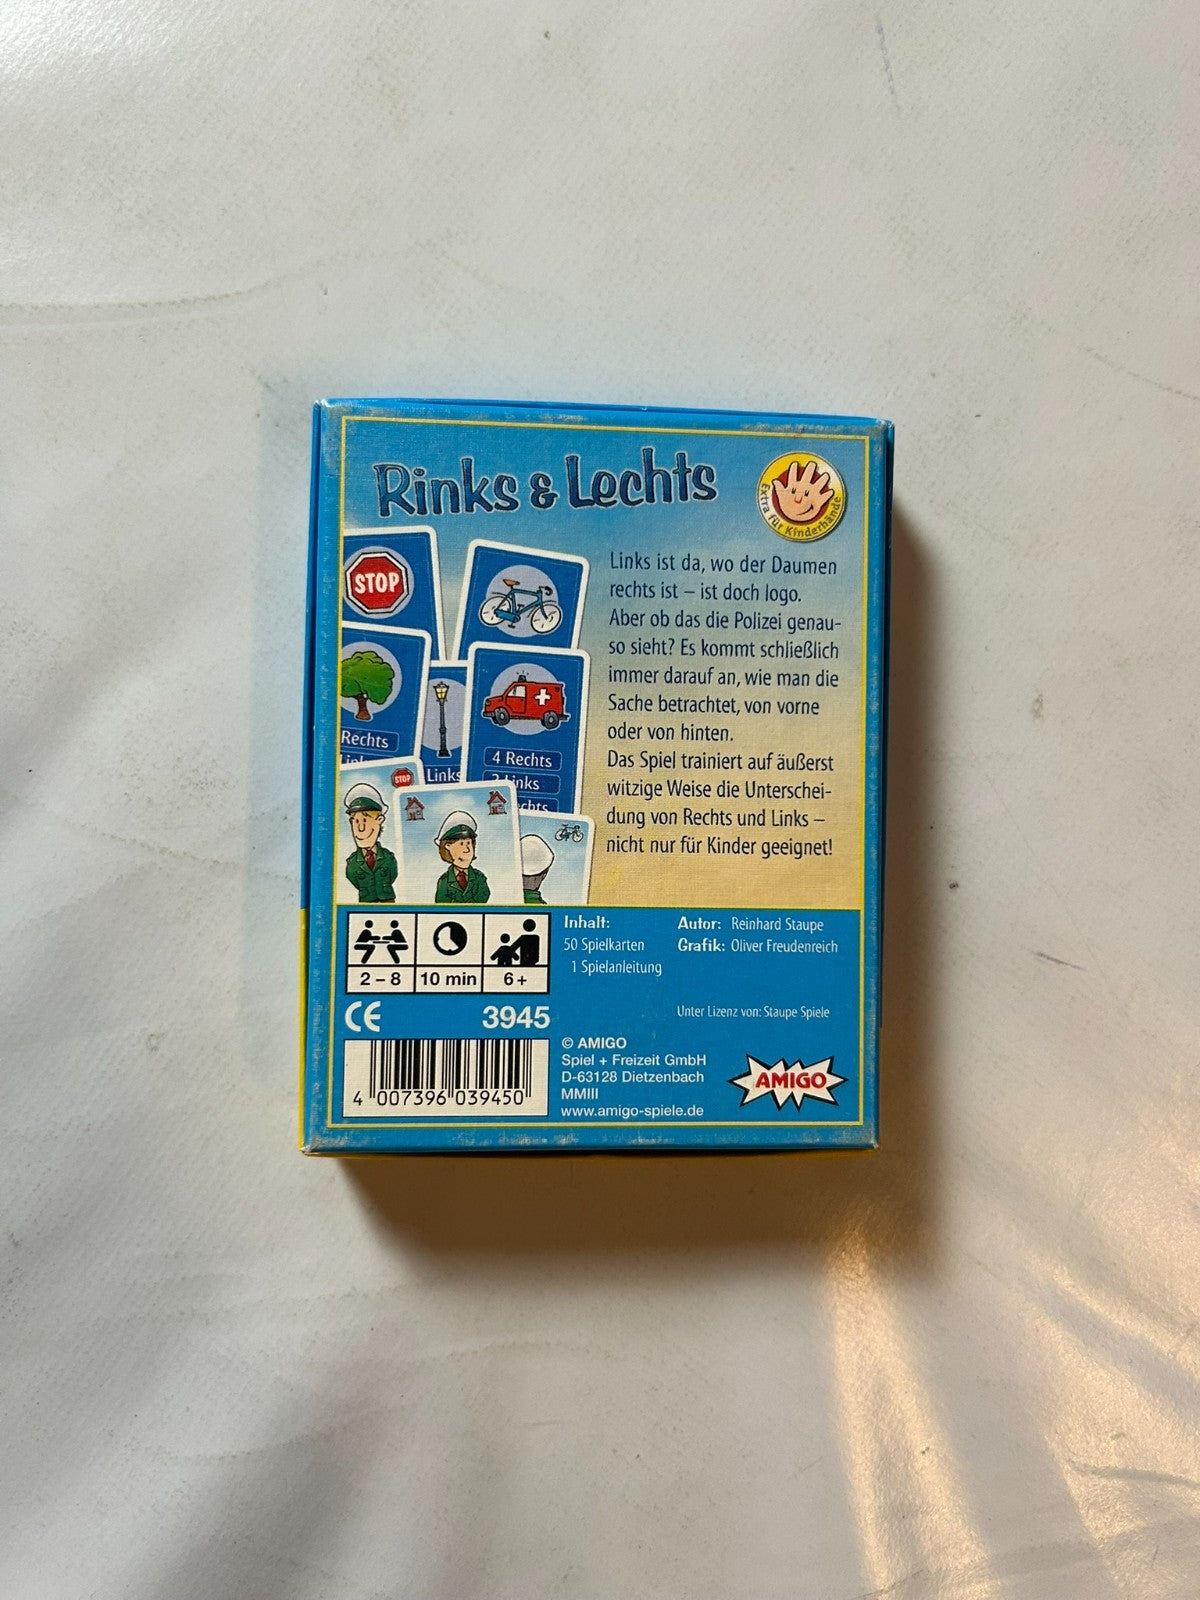 Rinks & Lechts
Extra für Kinderhände
Links ist da, wo der Daumen
rechts ist – ist doch logo.
Aber ob das die Polizei genau-
so sieht? Es kommt schließlich
immer darauf an, wie man die
Sache betrachtet, von vorne
oder von hinten.
Das Spiel trainiert auf äußerst
witzige Weise die Unterschei-
dung von Rechts und Links –
nicht nur für Kinder geeignet!
STOP
Rechts
Links
4 Rechts
STOP
2 – 8
10 min
6+
Inhalt:
50 Spielkarten
1 Spielanleitung
Autor: Reinhard Staupe
Grafik: Oliver Freudenreich
Unter Lizenz von: Staupe Spiele
CE
3945
4 007396 039450
© AMIGO
Spiel + Freizeit GmbH
D-63128 Dietzenbach
MMIII
www.amigo-spiele.de
AMIGO